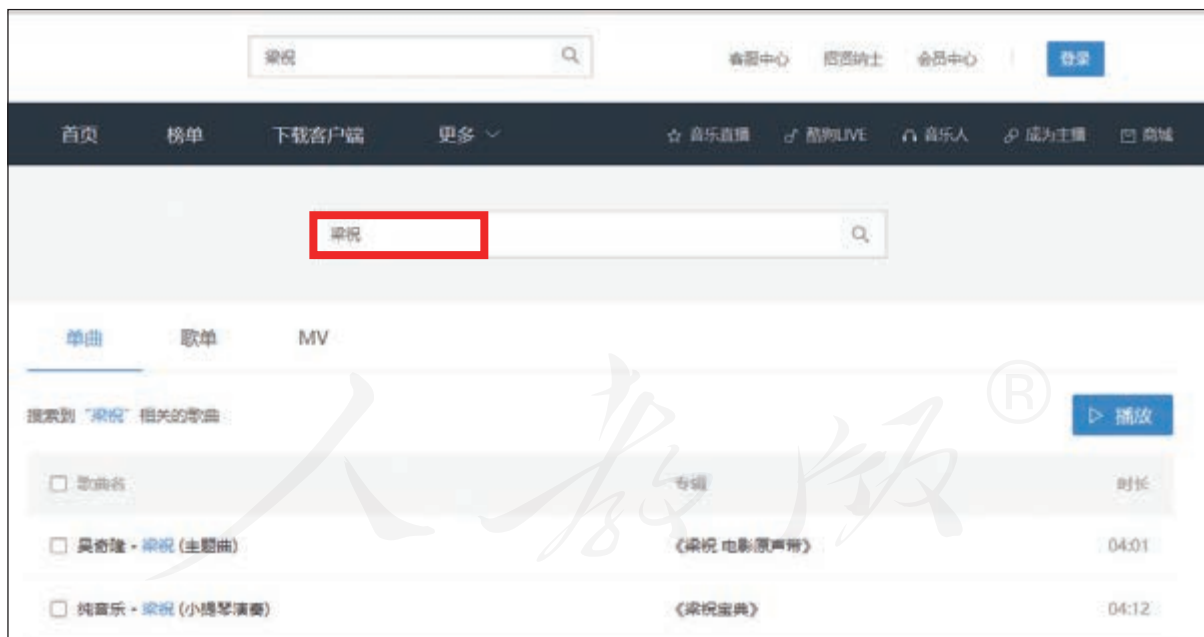 梁祝
客服中心 招贤纳士 会员中心 登录
首页 榜单 下载客户端 更多 音乐直播 酷狗LIVE 音乐人 成为主播 商城
梁祝
单曲 歌单 MV
搜索到 "梁祝" 相关的歌曲
播放
歌曲名 专辑 时长
吴奇隆 - 梁祝 (主题曲) 《梁祝 电影原声带》 04:01
纯音乐 - 梁祝 (小提琴演奏) 《梁祝宝典》 04:12
人教版®